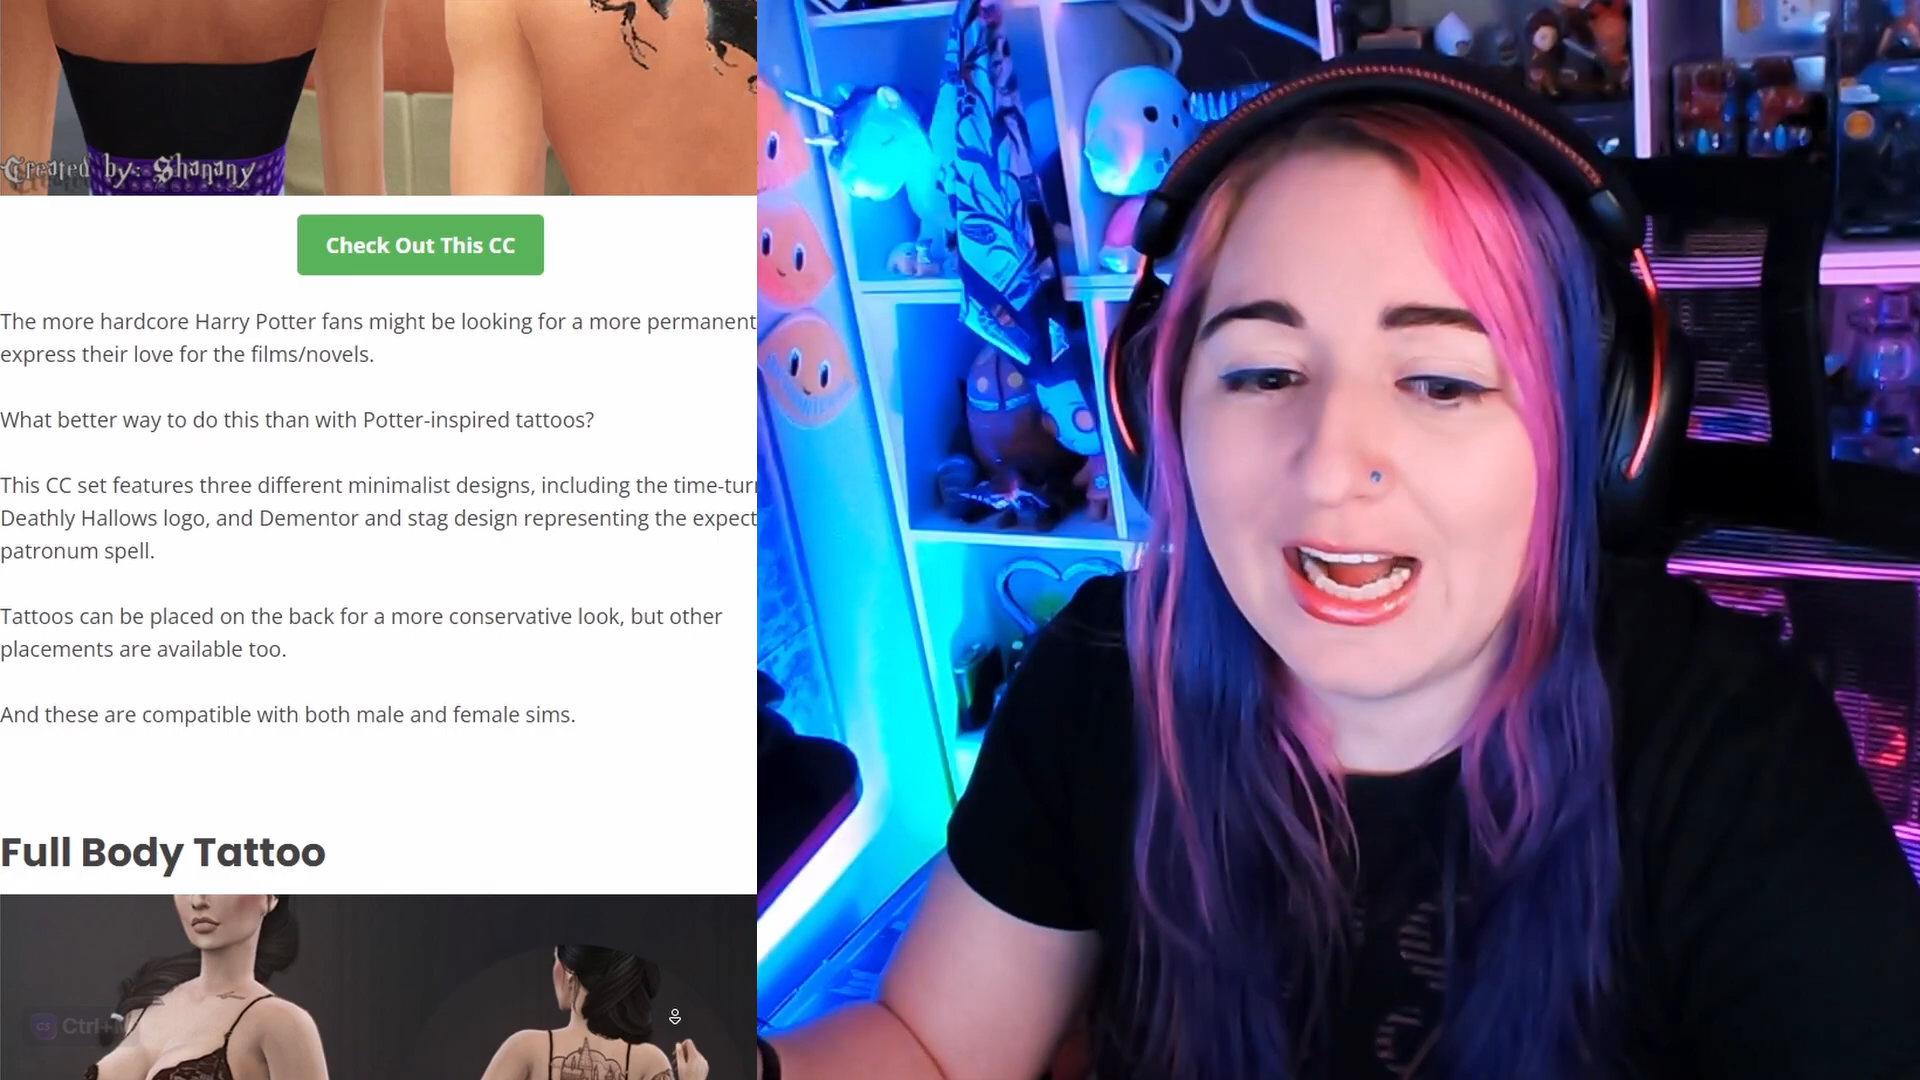 Created by: Shanany
Check Out This CC
The more hardcore Harry Potter fans might be looking for a more permanent
express their love for the films/novels.
What better way to do this than with Potter-inspired tattoos?
This CC set features three different minimalist designs, including the time-tur
Deathly Hallows logo, and Dementor and stag design representing the expect
patronum spell.
Tattoos can be placed on the back for a more conservative look, but other
placements are available too.
And these are compatible with both male and female sims.
Full Body Tattoo
CS Ctrl+